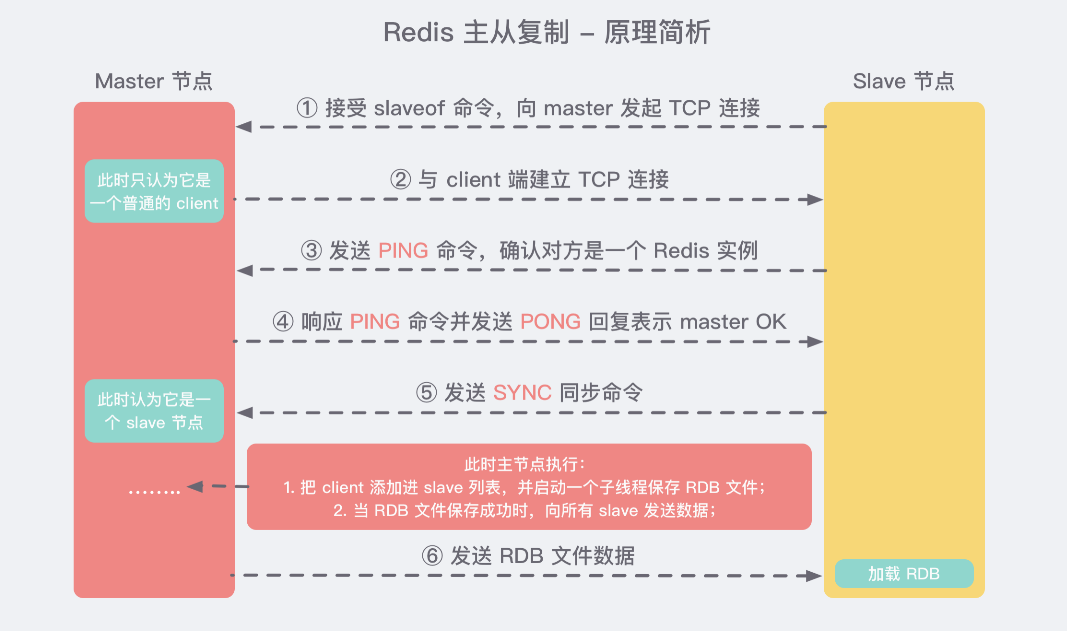 Redis 主从复制 – 原理简析
Master 节点
Slave 节点
① 接受 slaveof 命令，向 master 发起 TCP 连接
此时只认为它是
一个普通的 client
② 与 client 端建立 TCP 连接
③ 发送 PING 命令，确认对方是一个 Redis 实例
④ 响应 PING 命令并发送 PONG 回复表示 master OK
⑤ 发送 SYNC 同步命令
此时认为它是一
个 slave 节点
此时主节点执行：
1. 把 client 添加进 slave 列表，并启动一个子线程保存 RDB 文件；
2. 当 RDB 文件保存成功时，向所有 slave 发送数据；
........
⑥ 发送 RDB 文件数据
加载 RDB